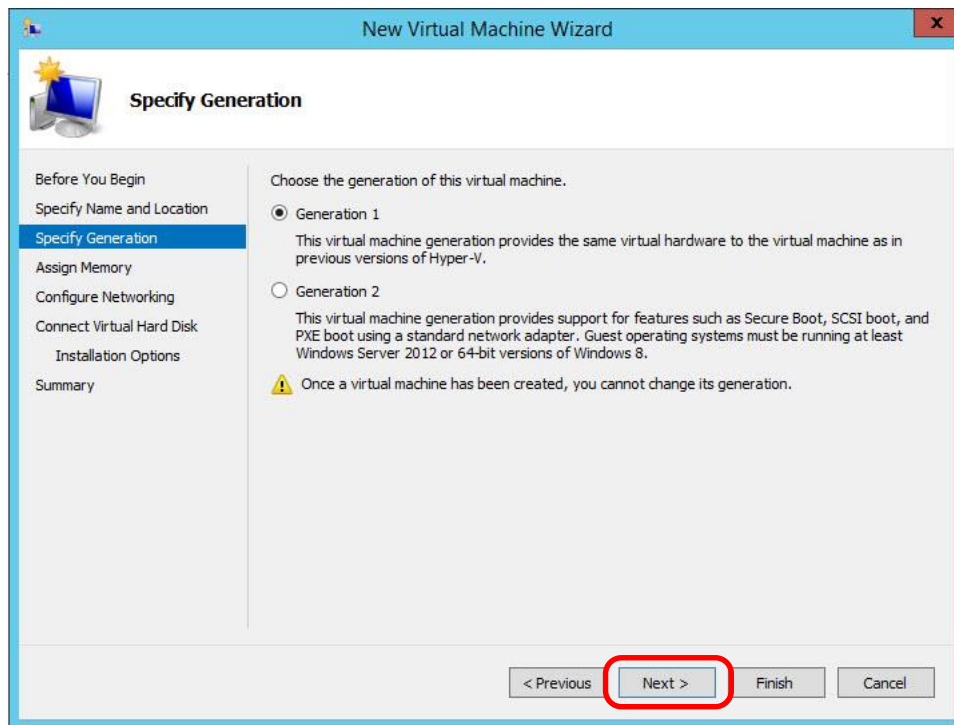 New Virtual Machine Wizard
X
Specify Generation
Before You Begin
Specify Name and Location
Specify Generation
Assign Memory
Configure Networking
Connect Virtual Hard Disk
Installation Options
Summary
Choose the generation of this virtual machine.
Generation 1
This virtual machine generation provides the same virtual hardware to the virtual machine as in
previous versions of Hyper-V.
Generation 2
This virtual machine generation provides support for features such as Secure Boot, SCSI boot, and
PXE boot using a standard network adapter. Guest operating systems must be running at least
Windows Server 2012 or 64-bit versions of Windows 8.
Once a virtual machine has been created, you cannot change its generation.
< Previous
Next >
Finish
Cancel